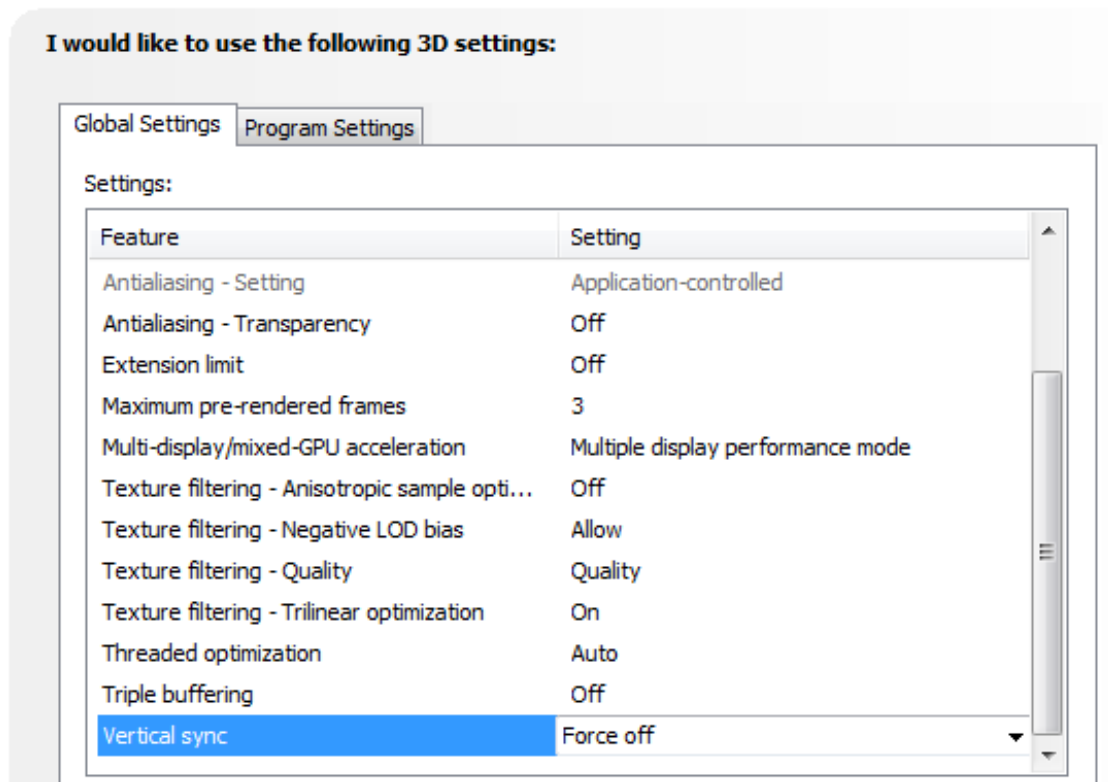 I would like to use the following 3D settings:
Global Settings Program Settings
Settings:
Feature Setting
Antialiasing - Setting Application-controlled
Antialiasing - Transparency Off
Extension limit Off
Maximum pre-rendered frames 3
Multi-display/mixed-GPU acceleration Multiple display performance mode
Texture filtering - Anisotropic sample opti... Off
Texture filtering - Negative LOD bias Allow
Texture filtering - Quality Quality
Texture filtering - Trilinear optimization On
Threaded optimization Auto
Triple buffering Off
Vertical sync Force off